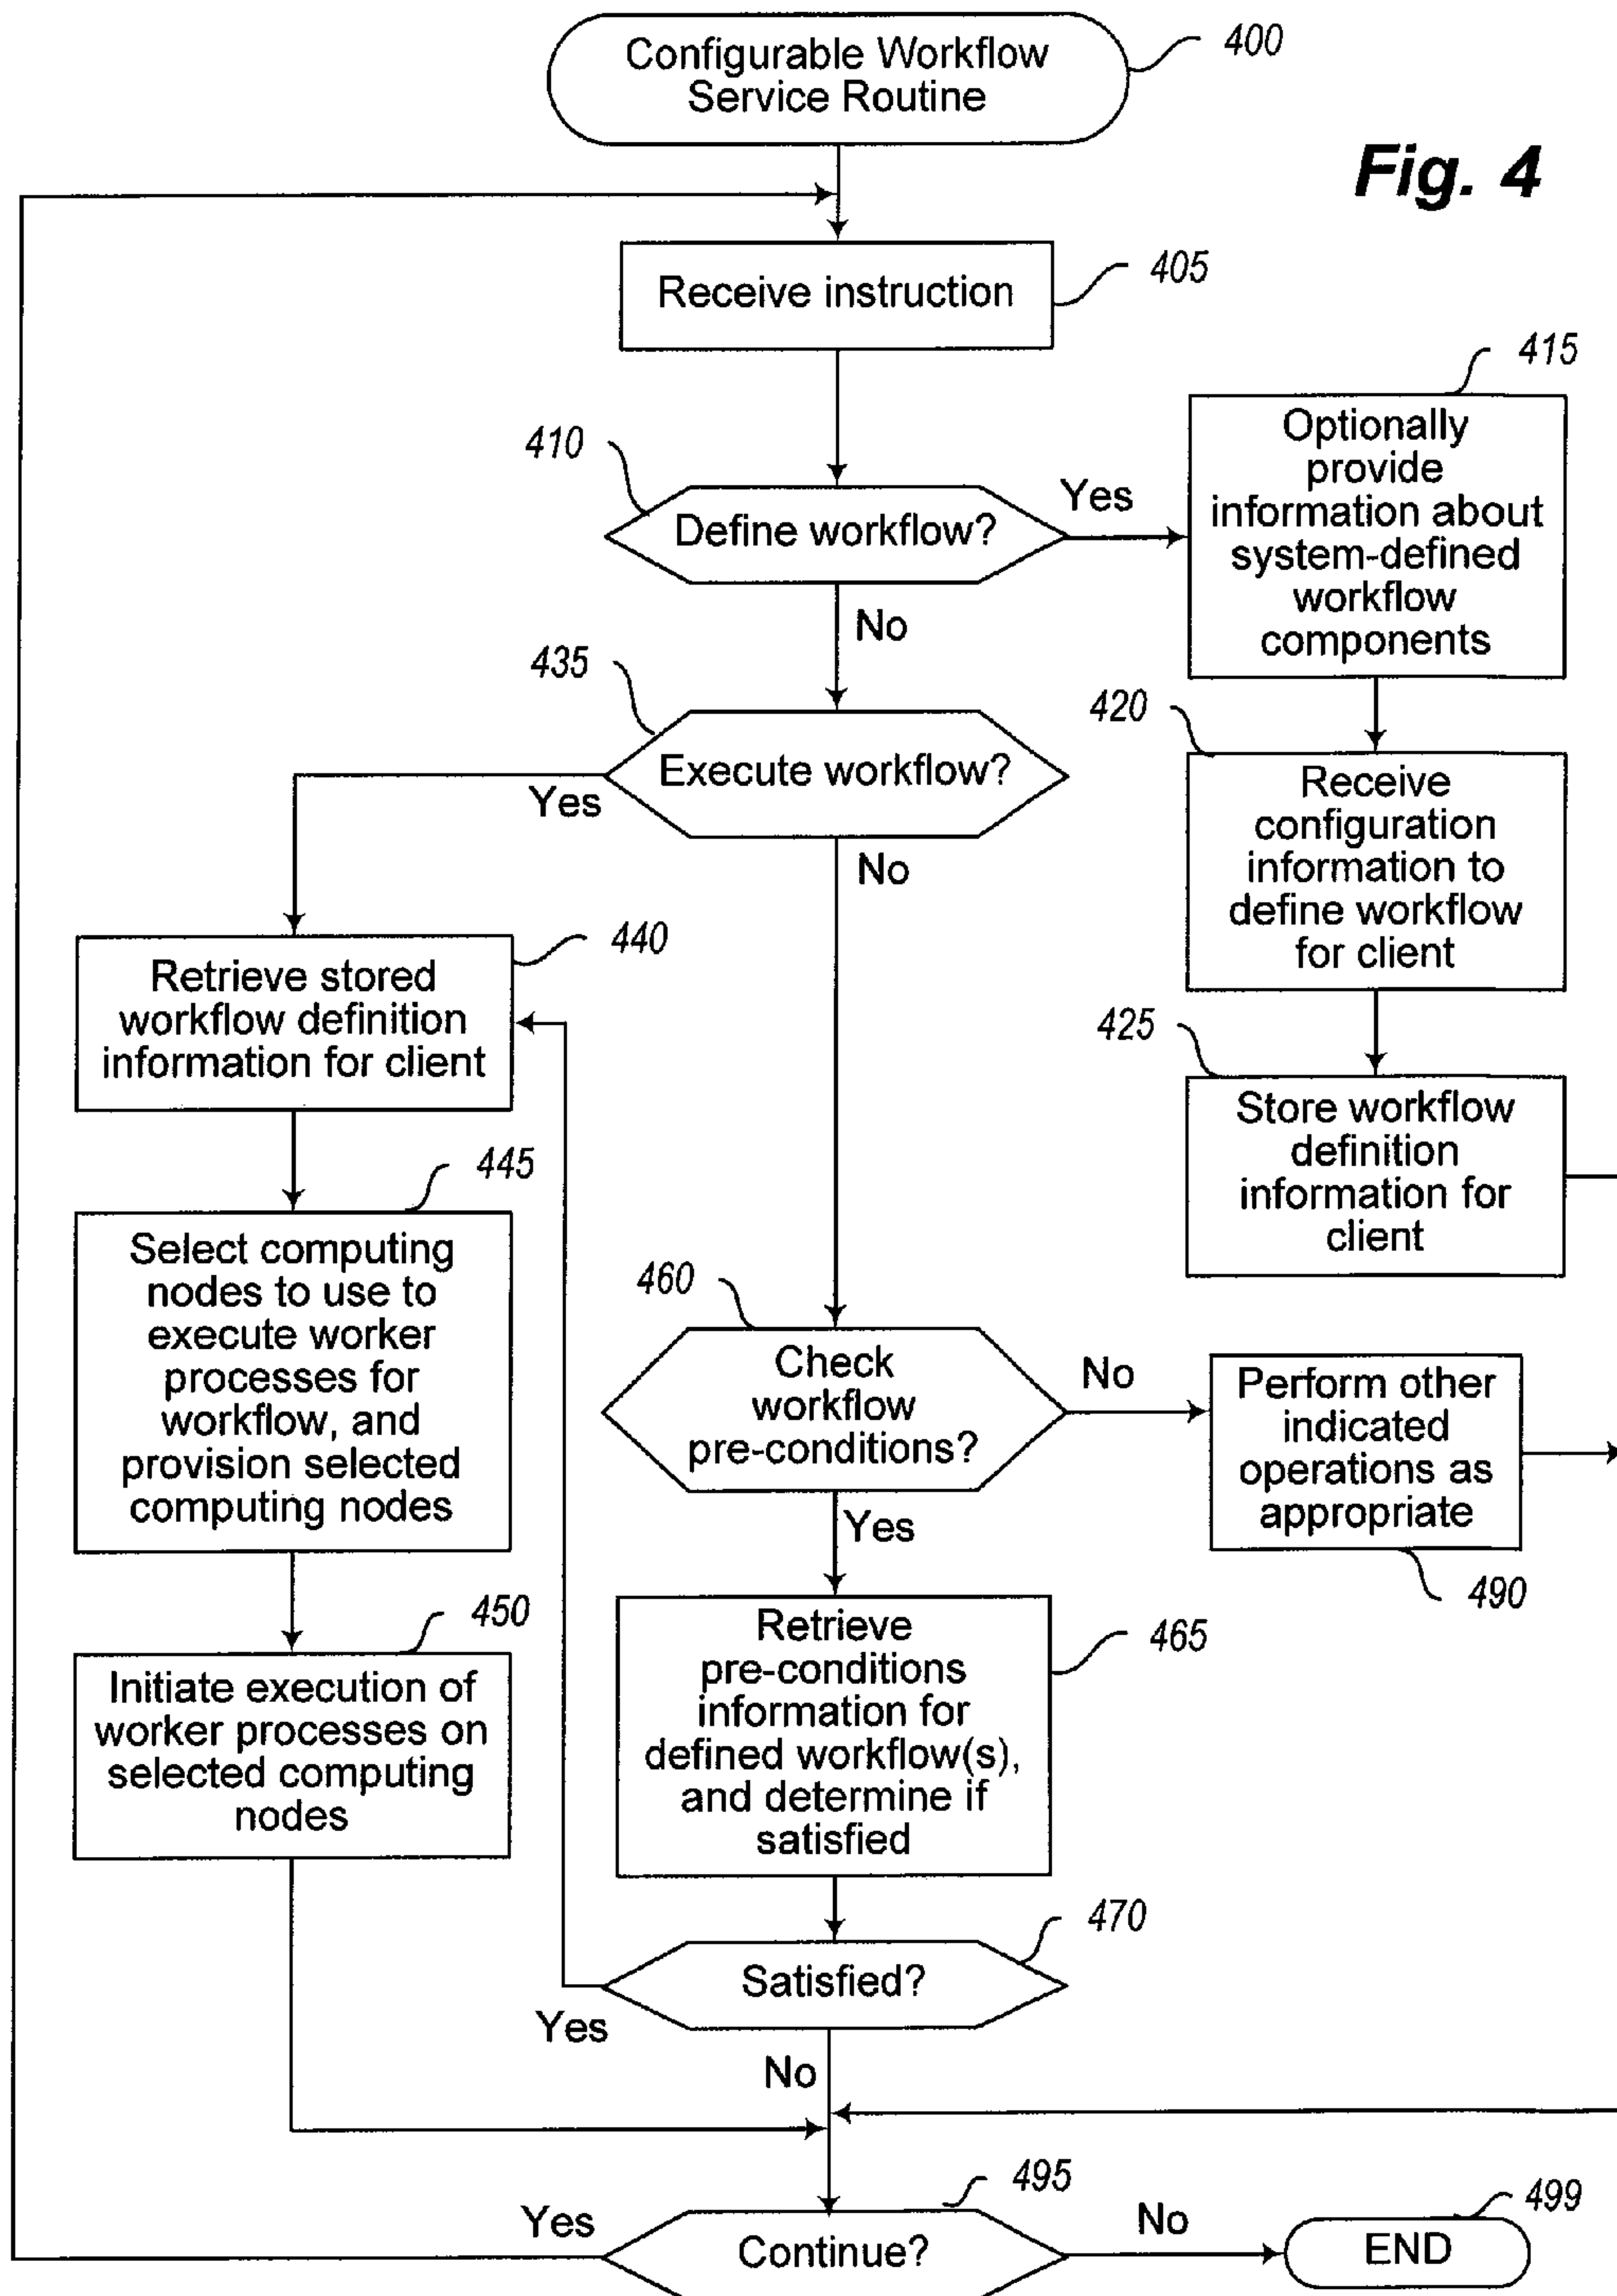 Configurable Workflow
Service Routine
400
Fig. 4
Receive instruction
405
415
Optionally
provide
information about
system-defined
workflow
components
410
Define workflow?
Yes
No
435
Execute workflow?
Yes
No
420
Receive
configuration
information to
define workflow
for client
440
Retrieve stored
workflow definition
information for client
425
Store workflow
definition
information for
client
445
Select computing
nodes to use to
execute worker
processes for
workflow, and
provision selected
computing nodes
460
Check
workflow
pre-conditions?
No
Yes
Perform other
indicated
operations as
appropriate
490
450
Initiate execution of
worker processes on
selected computing
nodes
465
Retrieve
pre-conditions
information for
defined workflow(s),
and determine if
satisfied
470
Satisfied?
Yes
No
495
Continue?
Yes
No
499
END